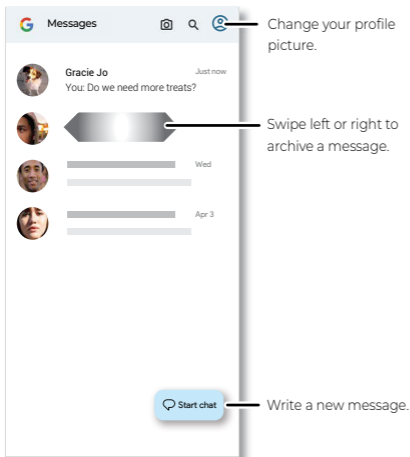 Messages
Change your profile
picture.
Gracie Jo
Just now
You: Do we need more treats?
Swipe left or right to
archive a message.
Wed
Apr 3
Start chat
Write a new message.